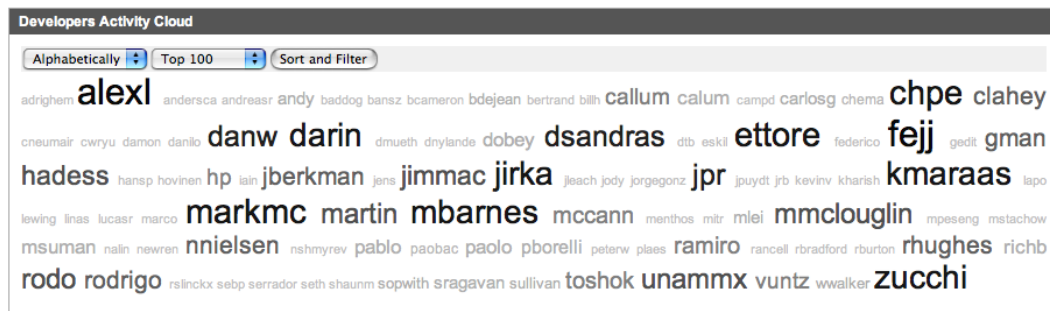 Developers Activity Cloud
Alphabetically Top 100 Sort and Filter
adrighem alexl andersca andreasr andy baddog bansz bcameron bdejean bertrand billh callum calum campd carlosg chema chpe clahey
cneumair cwryu damon danilo danw darin dmueth dnylande dobey dsandras dtb eskil ettore federico fejj gedit gman
hadess hansp hovinen hp iain jberkman jens jimmac jirka jleach jody jorgegonz jpr jpuydt jrb kevinv kharish kmaraas lapo
lewing linas lucasr marco markmc martin mbarnes mccann menthos mitr mlei mmclouglin mpeseng mstachow
msuman nalin newren nnielsen nshmyrev pablo paobac paolo pborelli peterw plaes ramiro rancell rbradford rburton rhughes richb
rodo rodrigo rslinckx sebp serrador seth shaunm sopwith sragavan sullivan toshok unammx vuntz wwalker zucchi